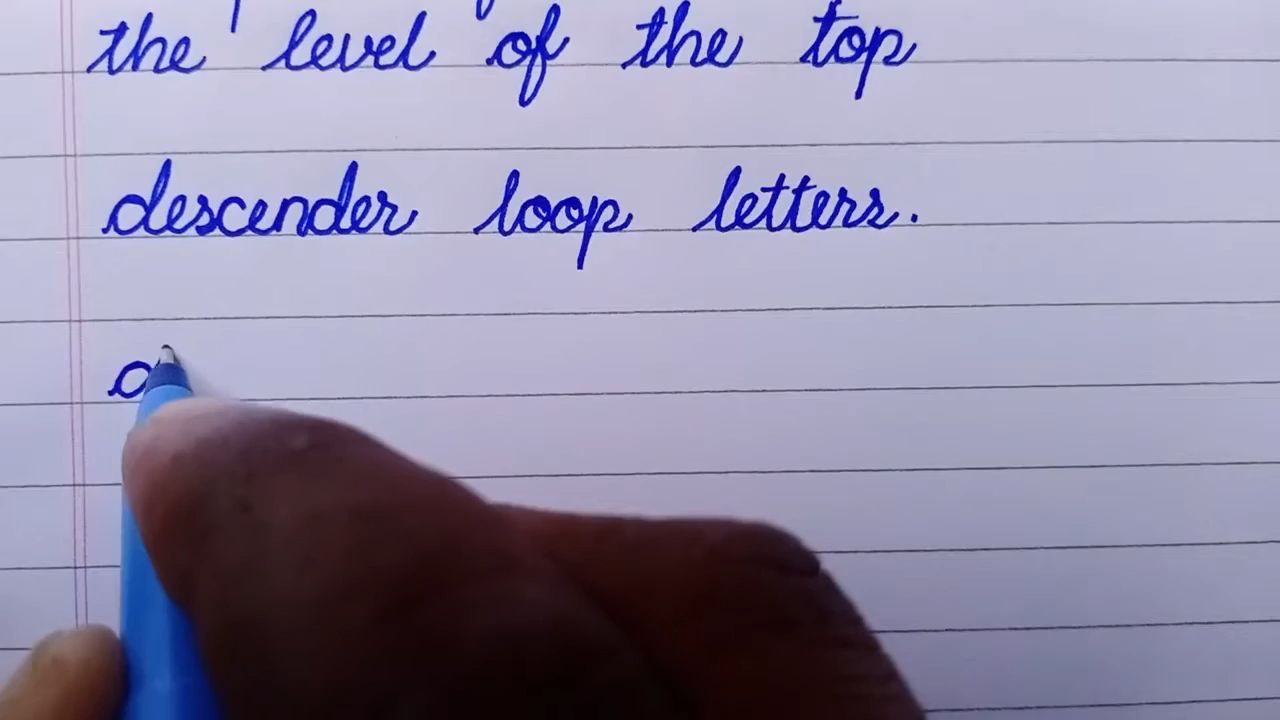 the level of the top
descender loop letters.